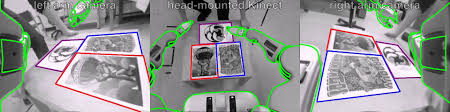 left arm camera
head-mounted Kinect
right arm camera